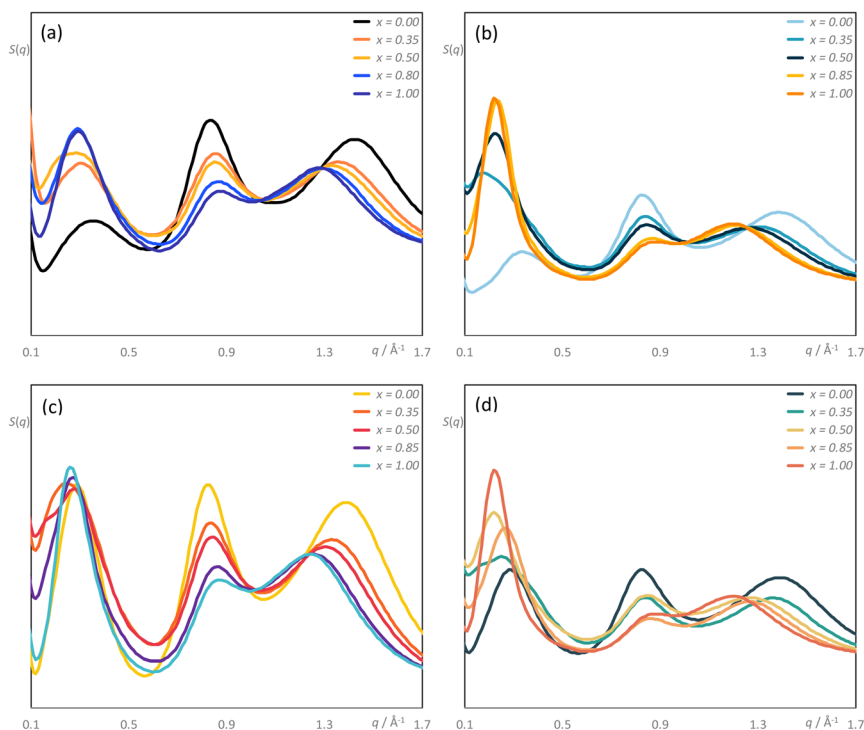 (a)
S(q)
x = 0.00
x = 0.35
x = 0.50
x = 0.80
x = 1.00
0.1 0.5 0.9 1.3 q / Å-1 1.7
(b)
S(q)
x = 0.00
x = 0.35
x = 0.50
x = 0.85
x = 1.00
0.1 0.5 0.9 1.3 q / Å-1 1.7
(c)
S(q)
x = 0.00
x = 0.35
x = 0.50
x = 0.85
x = 1.00
0.1 0.5 0.9 1.3 q / Å-1 1.7
(d)
S(q)
x = 0.00
x = 0.35
x = 0.50
x = 0.85
x = 1.00
0.1 0.5 0.9 1.3 q / Å-1 1.7